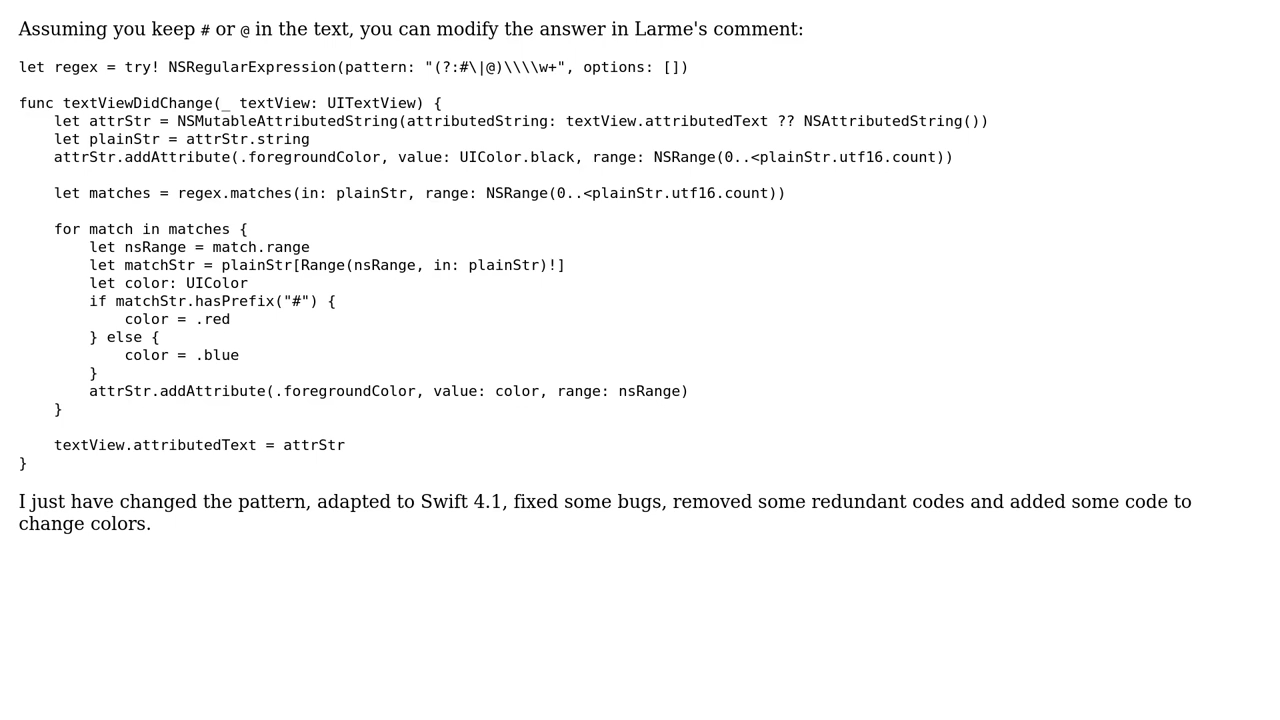 Assuming you keep # or @ in the text, you can modify the answer in Larme's comment:
let regex = try! NSRegularExpression(pattern: "(?:#\|@)\\\\w+", options: [])
func textViewDidChange(_ textView: UITextView) {
    let attrStr = NSMutableAttributedString(attributedString: textView.attributedText ?? NSAttributedString())
    let plainStr = attrStr.string
    attrStr.addAttribute(.foregroundColor, value: UIColor.black, range: NSRange(0..<plainStr.utf16.count))
    let matches = regex.matches(in: plainStr, range: NSRange(0..<plainStr.utf16.count))
    for match in matches {
        let nsRange = match.range
        let matchStr = plainStr[Range(nsRange, in: plainStr)!]
        let color: UIColor
        if matchStr.hasPrefix("#") {
            color = .red
        } else {
            color = .blue
        }
        attrStr.addAttribute(.foregroundColor, value: color, range: nsRange)
    }
    textView.attributedText = attrStr
}
I just have changed the pattern, adapted to Swift 4.1, fixed some bugs, removed some redundant codes and added some code to
change colors.